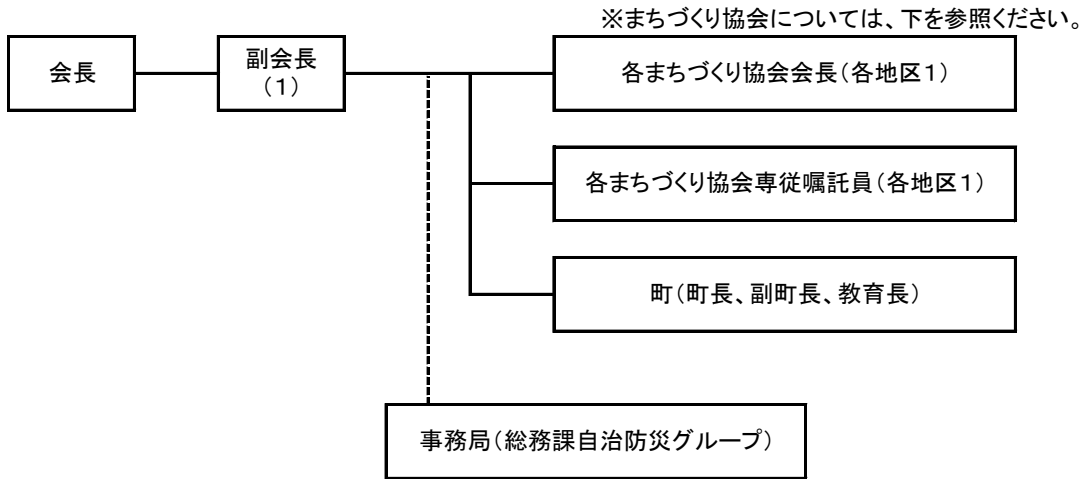 ※まちづくり協会については、下を参照ください。
会長
副会長
(1)
各まちづくり協会会長(各地区1)
各まちづくり協会専従嘱託員(各地区1)
町(町長、副町長、教育長)
事務局(総務課自治防災グループ)